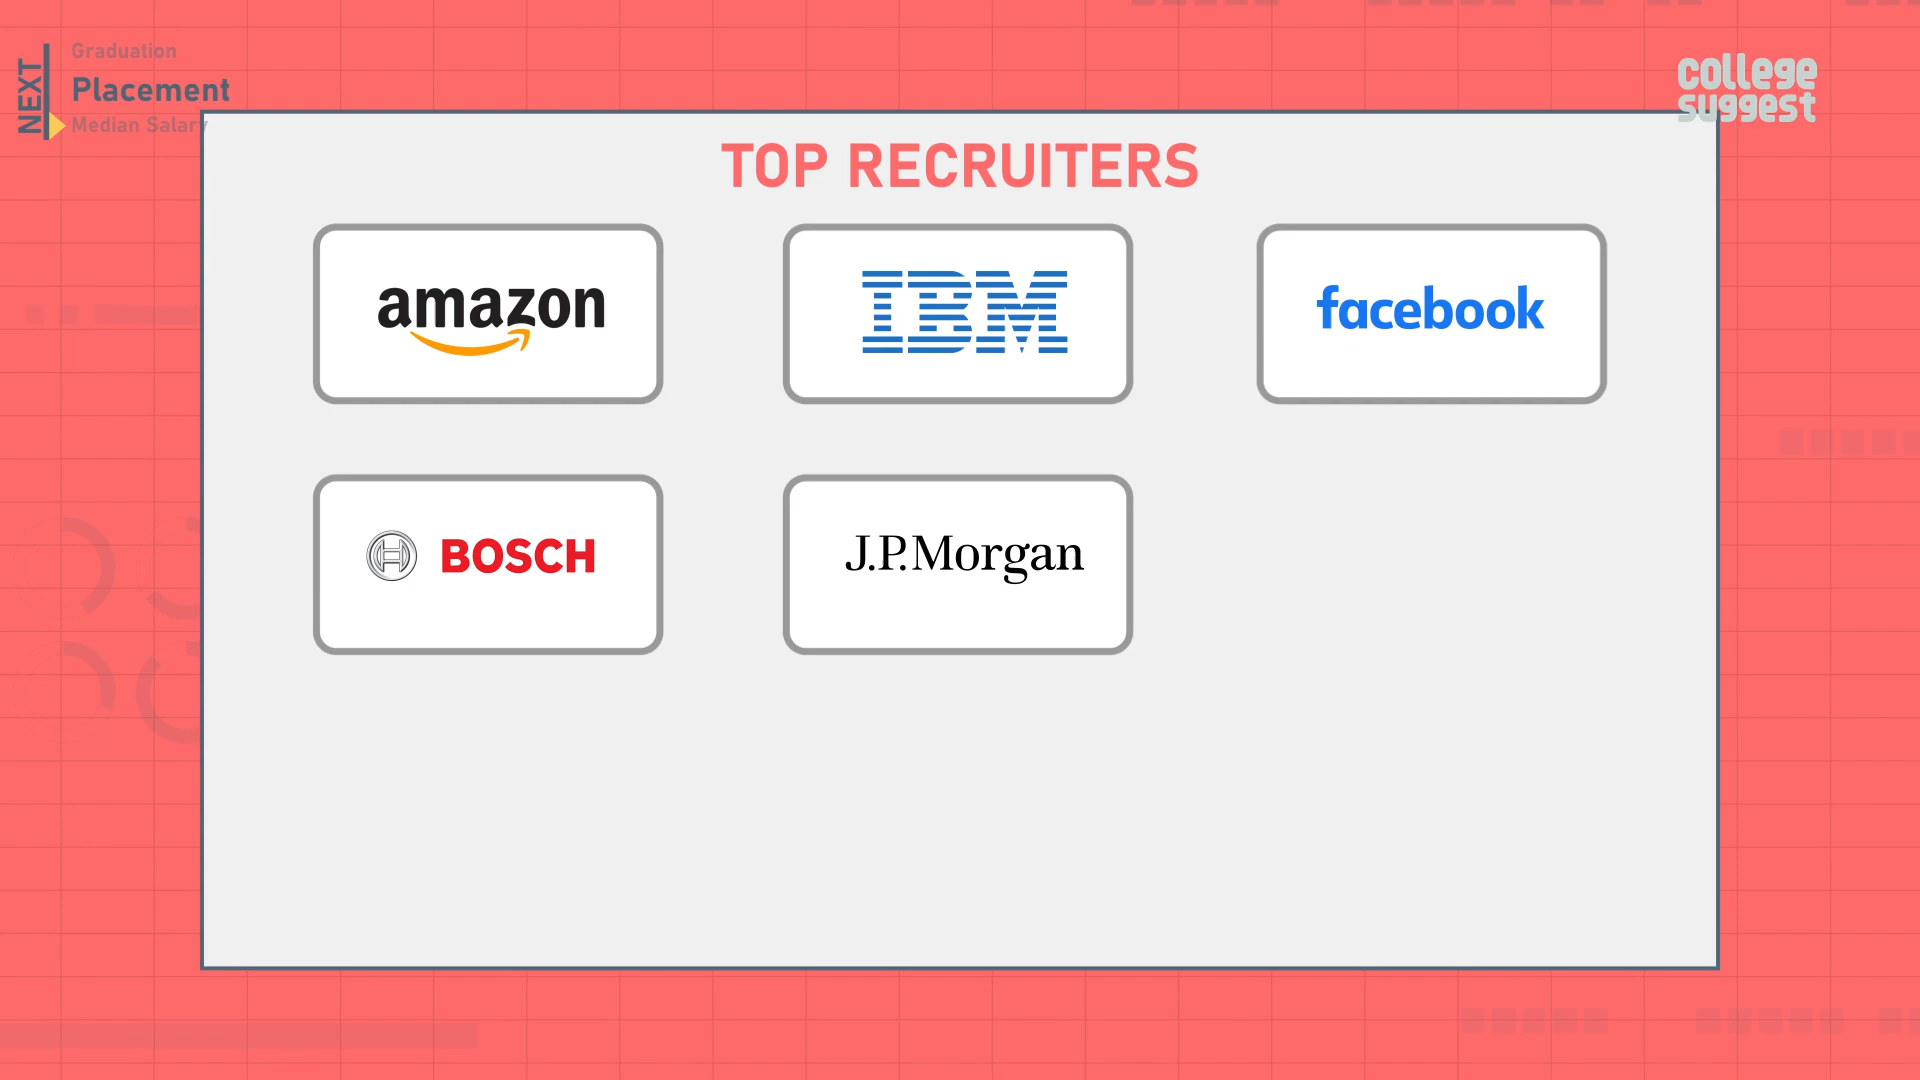 Graduation
NEXT
Placement
Median Salary
college
suggest
TOP RECRUITERS
amazon
IBM
facebook
BOSCH
J.P.Morgan